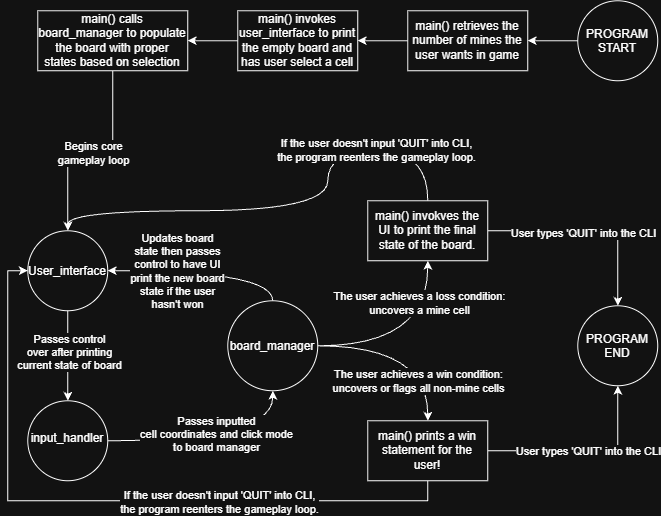 PROGRAM
START
main() retrieves the
number of mines the
user wants in game
main() invokes
user_interface to print
the empty board and
has user select a cell
main() calls
board_manager to populate
the board with proper
states based on selection
Begins core
gameplay loop
If the user doesn't input 'QUIT' into CLI,
the program reenters the gameplay loop.
main() invokves the
UI to print the final
state of the board.
User types 'QUIT' into the CLI
User_interface
Updates board
state then passes
control to have UI
print the new board
state if the user
hasn't won
The user achieves a loss condition:
uncovers a mine cell
board_manager
PROGRAM
END
Passes control
over after printing
current state of board
The user achieves a win condition:
uncovers or flags all non-mine cells
input_handler
Passes inputted
cell coordinates and click mode
to board manager
main() prints a win
statement for the
user!
User types 'QUIT' into the CLI
If the user doesn't input 'QUIT' into CLI,
the program reenters the gameplay loop.